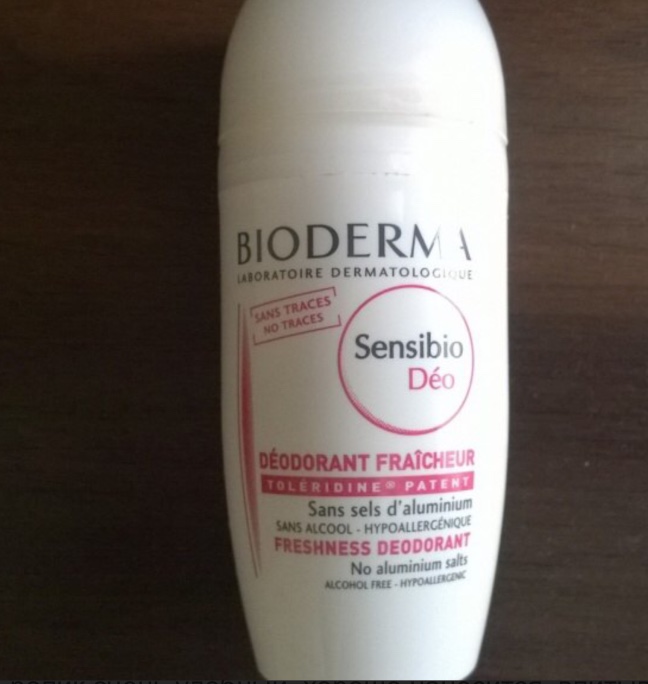 BIODERMA
LABORATOIRE DERMATOLOGIQUE
SANS TRACES
NO TRACES
Sensibio
Déo
DÉODORANT FRAÎCHEUR
TOLÉRIDINE® PATENT
Sans sels d'aluminium
SANS ALCOOL - HYPOALLERGÉNIQUE
FRESHNESS DEODORANT
No aluminium salts
ALCOHOL FREE - HYPOALLERGENIC